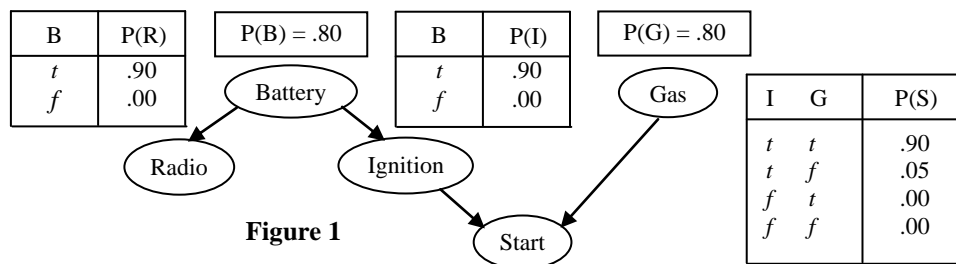 B P(R)
t .90
f .00
P(B) = .80
B P(I)
t .90
f .00
P(G) = .80
Battery
Gas
Radio
Ignition
Start
I G P(S)
t t .90
t f .05
f t .00
f f .00
Figure 1